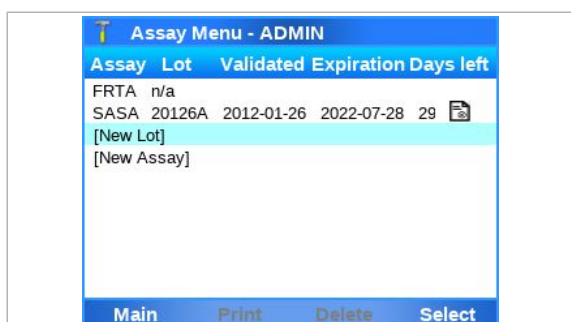 Assay Menu - ADMIN
Assay Lot Validated Expiration Days left
FRTA n/a
SASA 20126A 2012-01-26 2022-07-28 29
[New Lot]
[New Assay]
Main Print Delete Select